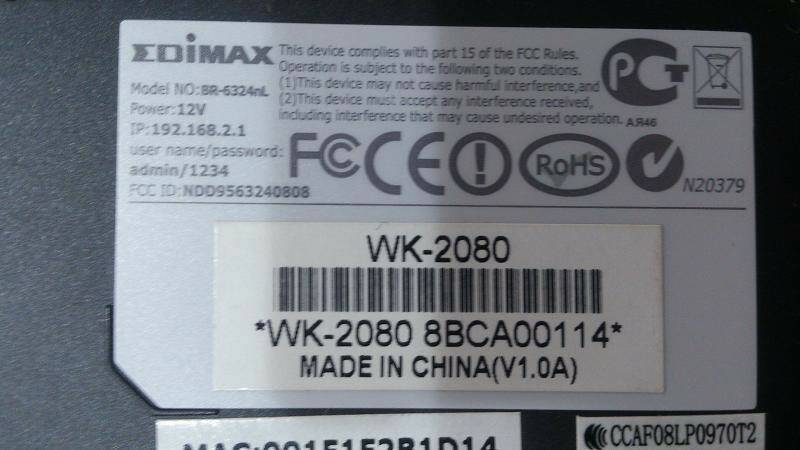 EDiMAX
This device complies with part 15 of the FCC Rules.
Operation is subject to the following two conditions.
(1)This device may not cause harmful interference,and
(2)This device must accept any interference received,
including interference that may cause undesired operation.
Model NO:BR-6324nL
Power:12V
IP:192.168.2.1
user name/password:
admin/1234
FCC ID:NDD9563240808
PCT
АЯ46
FC CE
RoHS
N20379
WK-2080
*WK-2080 8BCA00114*
MADE IN CHINA(V1.0A)
MAC:001F1F2B1D14
CCAF08LP0970T2